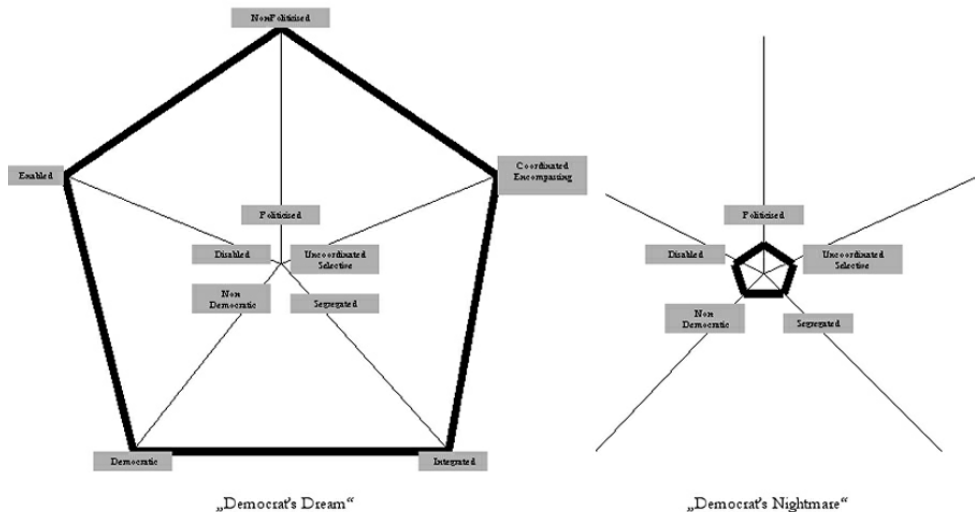 NonPoliticised
Enabled
Coordinated
Encompasing
Politicised
Disabled
Uncoordinated
Selective
Non
Democratic
Segregated
Democratic
Integrated
„Democrat's Dream“
Politicised
Disabled
Uncoordinated
Selective
Non
Democratic
Segregated
„Democrat's Nightmare“